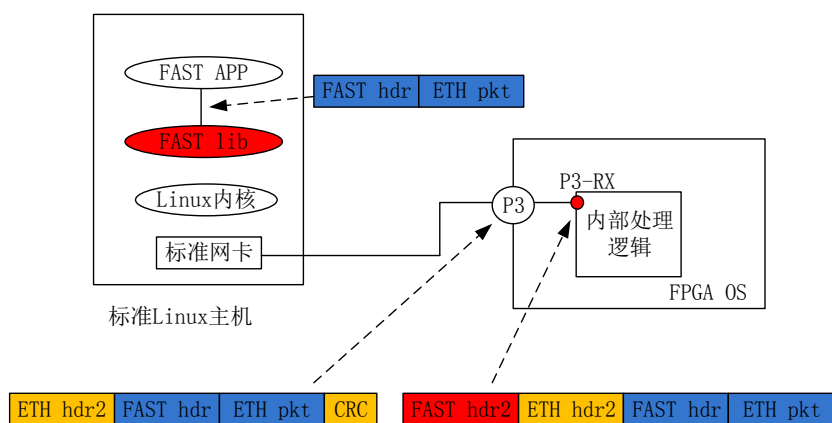 FAST APP
FAST hdr ETH pkt
FAST lib
Linux内核
标准网卡
标准Linux主机
P3
P3-RX
内部处理
逻辑
FPGA OS
ETH hdr2 FAST hdr ETH pkt CRC
FAST hdr2 ETH hdr2 FAST hdr ETH pkt